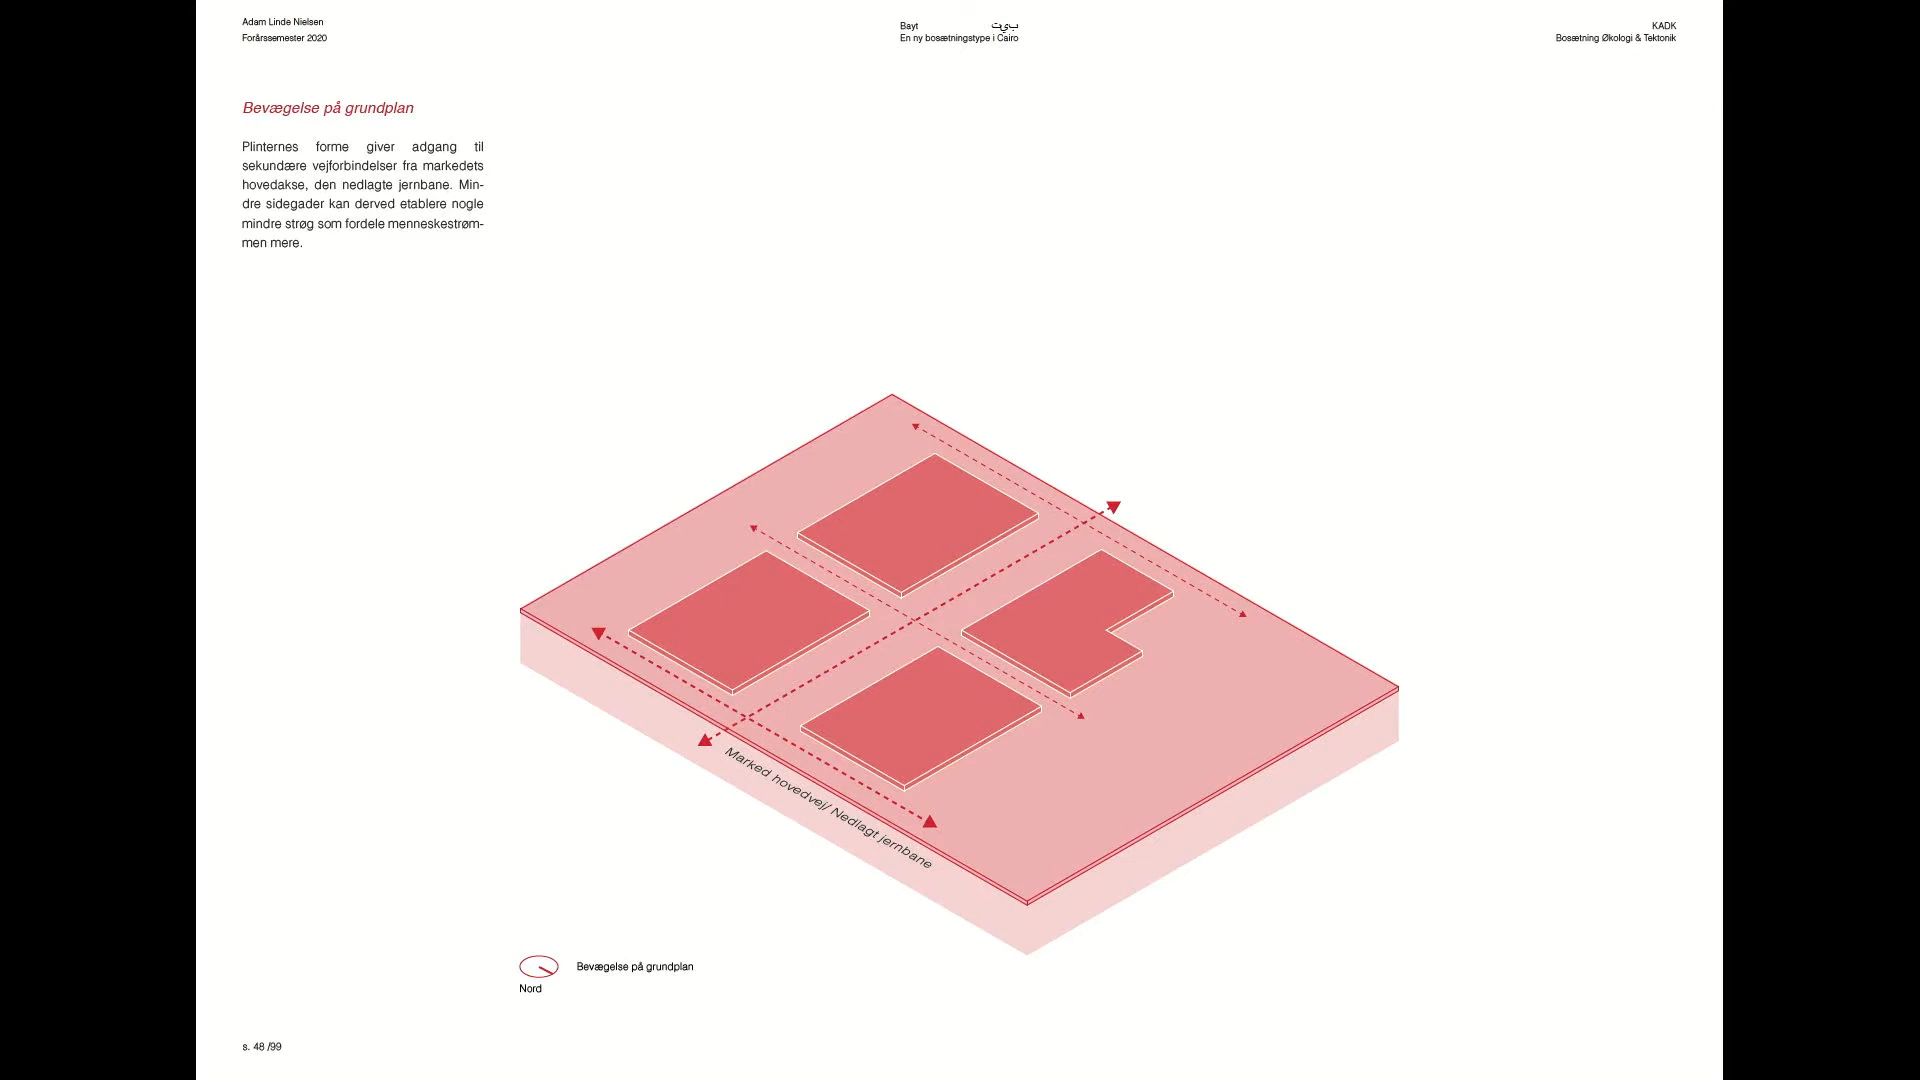 Adam Linde Nielsen
Forårssemester 2020
Bayt ب‌ي‌ت
En ny bosætningstype i Cairo
KADK
Bosætning Økologi & Tektonik
Bevægelse på grundplan
Plinternes forme giver adgang til
sekundære vejforbindelser fra markedets
hovedakse, den nedlagte jernbane. Min-
dre sidegader kan derved etablere nogle
mindre strøg som fordele menneskestrøm-
men mere.
Marked hovedvej/ Nedlagt jernbane
Bevægelse på grundplan
Nord
s. 48 /99